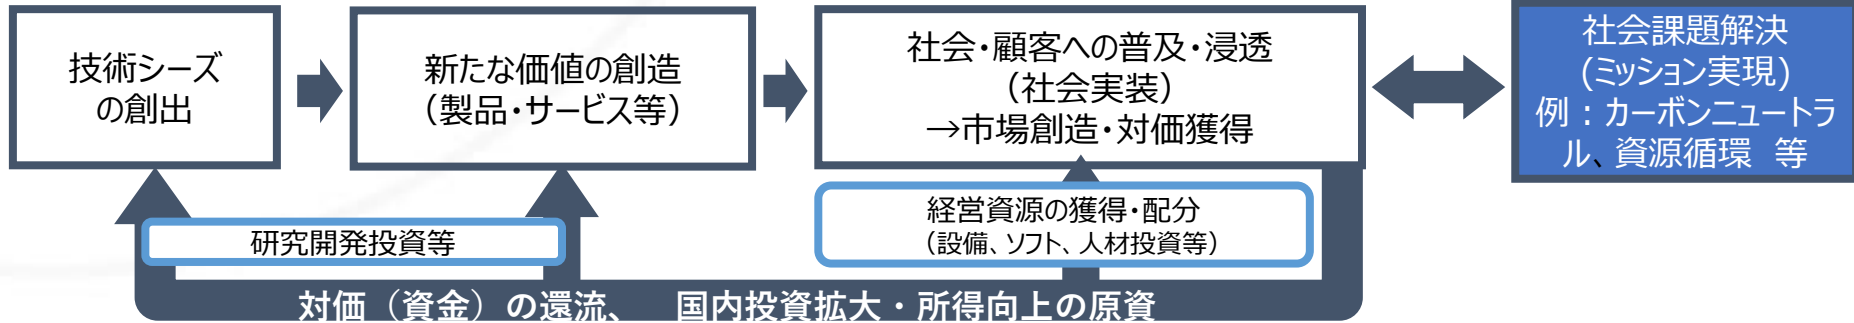 技術シーズ
の創出
新たな価値の創造
（製品・サービス等）
社会・顧客への普及・浸透
（社会実装）
→市場創造・対価獲得
社会課題解決
(ミッション実現)
例：カーボンニュートラ
ル、資源循環　等
研究開発投資等
経営資源の獲得・配分
（設備、ソフト、人材投資等）
対価（資金）の還流、　国内投資拡大・所得向上の原資